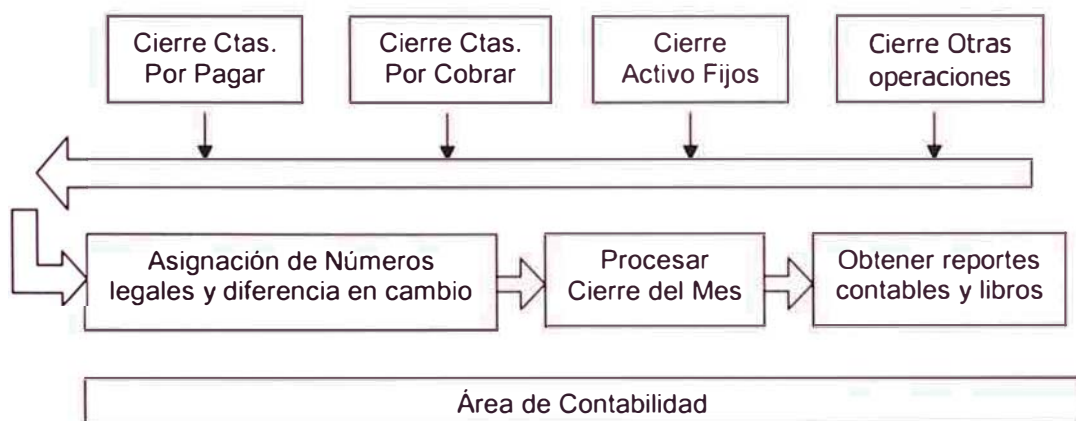 Cierre Ctas.
Por Pagar
Cierre Ctas.
Por Cobrar
Cierre
Activo Fijos
Cierre Otras
operaciones
Asignación de Números
legales y diferencia en cambio
Procesar
Cierre del Mes
Obtener reportes
contables y libros
Área de Contabilidad